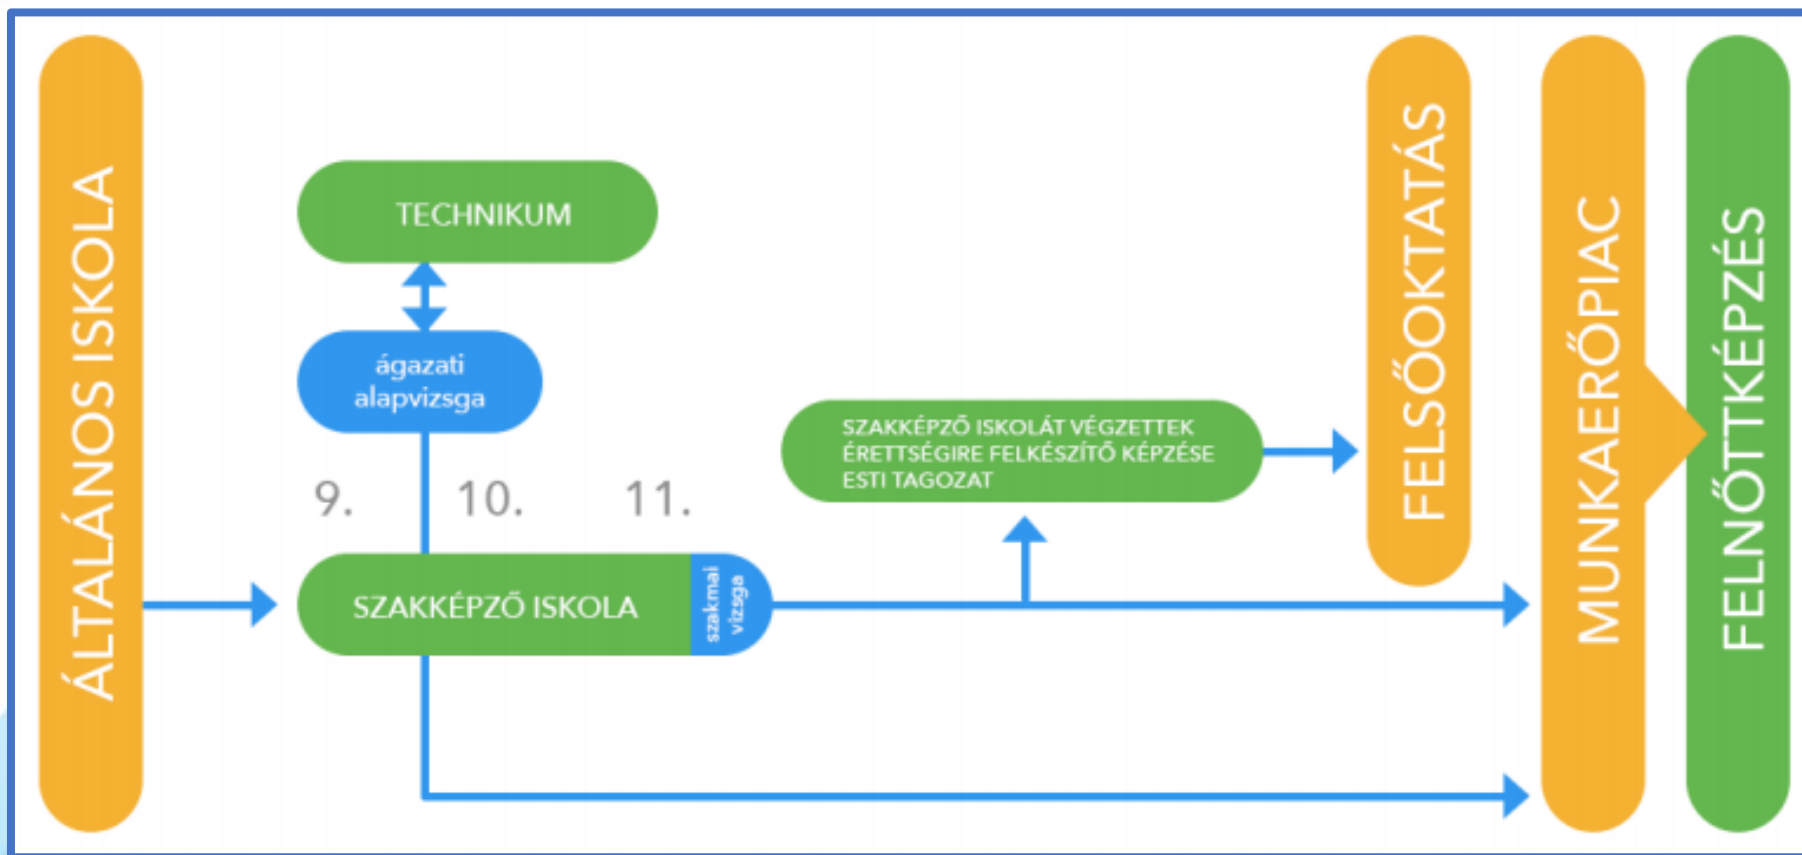 ÁLTALÁNOS ISKOLA
TECHNIKUM
ágazati
alapvizsga
9. 10. 11.
SZAKKÉPZŐ ISKOLA
szakmai
vizsga
SZAKKÉPZŐ ISKOLÁT VÉGZETTEK
ÉRETTSÉGIRE FELKÉSZÍTŐ KÉPZÉSE
ESTI TAGOZAT
FELSŐOKTATÁS
MUNKAERŐPIAC
FELNŐTTKÉPZÉS